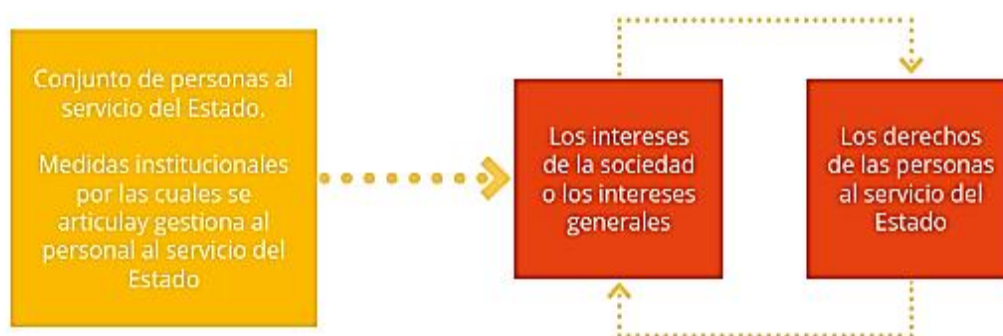 Conjunto de personas al
servicio del Estado.
Medidas institucionales
por las cuales se
articulay gestiona al
personal al servicio del
Estado
Los intereses
de la sociedad
o los intereses
generales
Los derechos
de las personas
al servicio del
Estado